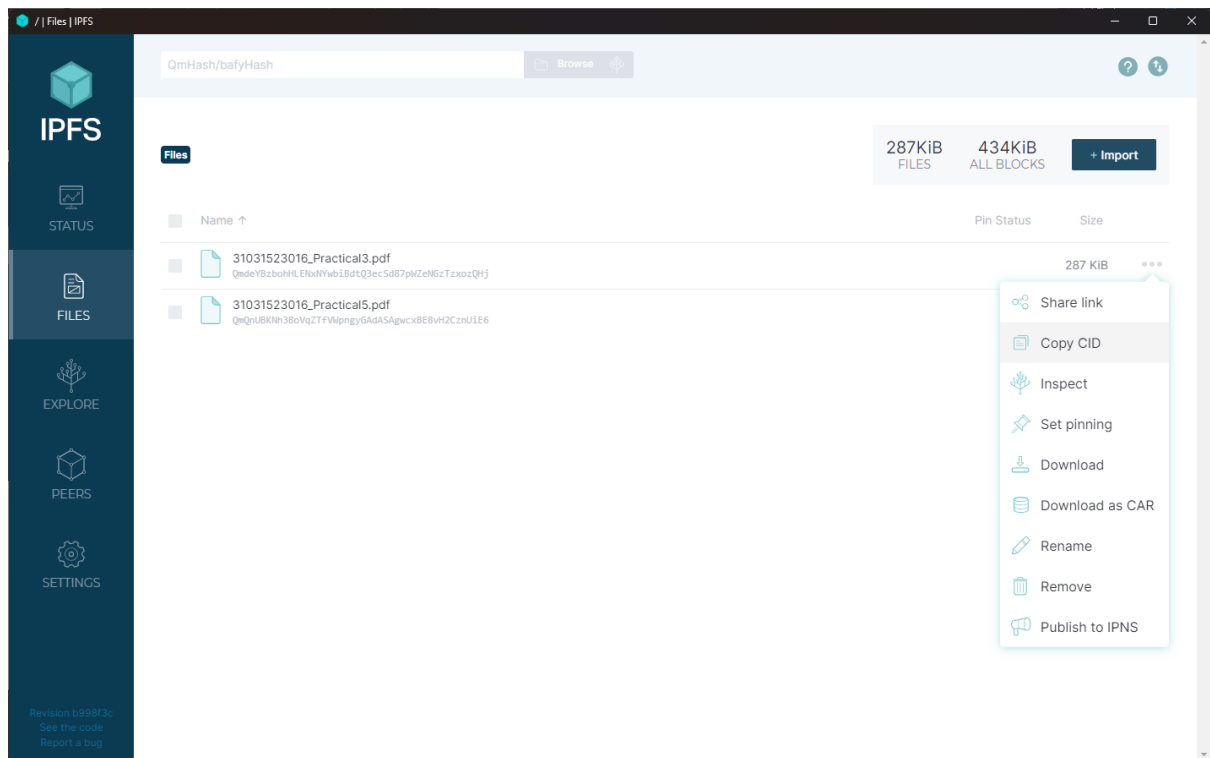 / | Files | IPFS
QmHash/bafyHash
Browse
IPFS
287KiB
FILES
434KiB
ALL BLOCKS
+ Import
Files
STATUS
Name ↑
Pin Status
Size
31031523016_Practical3.pdf
287 KiB
FILES
31031523016_Practical5.pdf
Share link
Copy CID
EXPLORE
Inspect
Set pinning
Download
PEERS
Download as CAR
Rename
SETTINGS
Remove
Publish to IPNS
Revision b998f3c
See the code
Report a bug